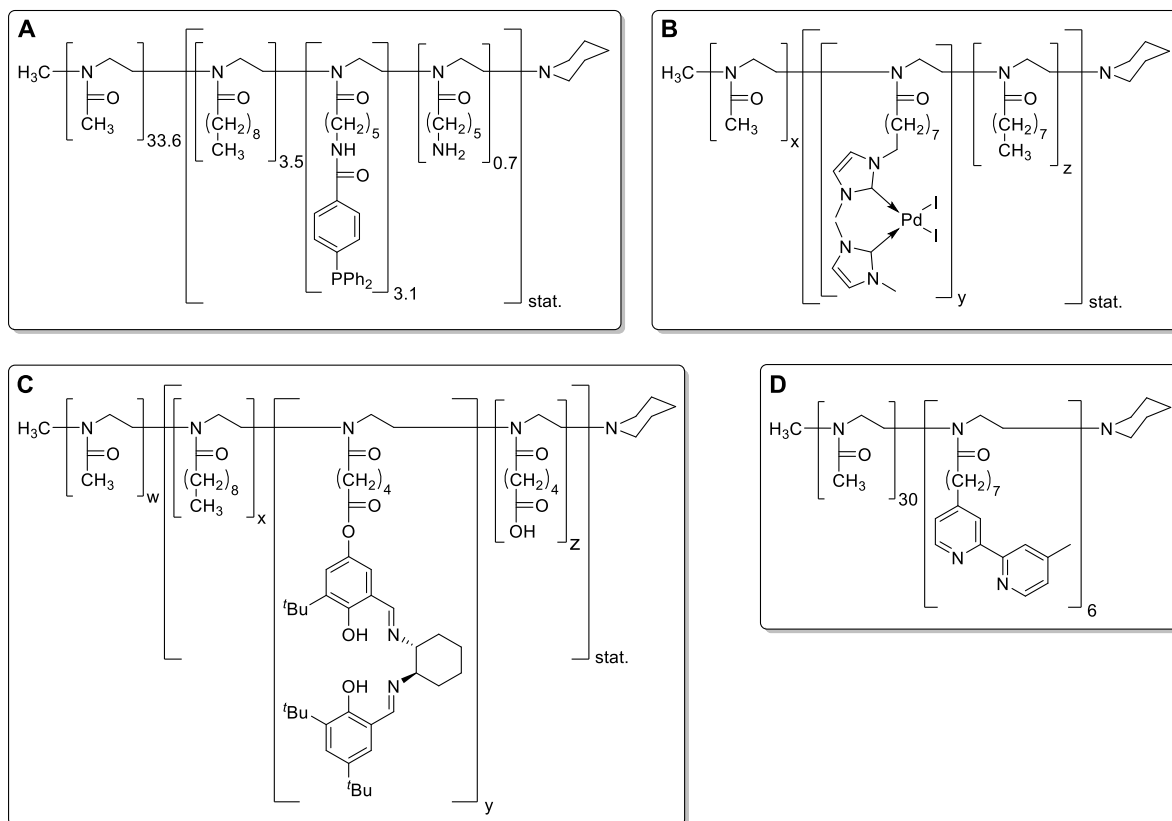 A
H₃C N N N N N
O O O O
CH₃ (CH₂)₈ (CH₂)₅ (CH₂)₅
33.6 CH₃ 3.5 NH NH₂ 0.7
O
PPh₂ 3.1 stat.
B
H₃C N N N N
O O O
CH₃ x (CH₂)₇ (CH₂)₇
CH₃ z
N
N Pd I
I
N
N
y stat.
C
H₃C N N N N N
O O O O
CH₃ w (CH₂)₈ (CH₂)₄ (CH₂)₄
CH₃ x O O
O OH z
ᵗBu
OH N
stat.
OH N
ᵗBu
ᵗBu y
D
H₃C N N N
O O
CH₃ 30 (CH₂)₇
N
N
6